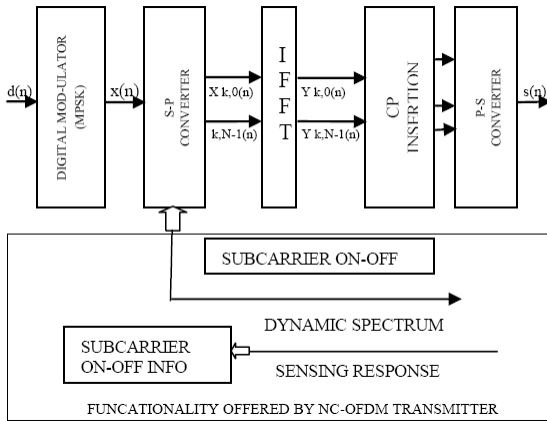 d(n)
DIGITAL MOD-ULATOR
(MPSK)
x(n)
S-P
CONVERTER
X k,0(n)
k,N-1(n)
I
F
F
T
Y k,0(n)
Y k,N-1(n)
CP
INSERTION
P-S
CONVERTER
s(n)
SUBCARRIER ON-OFF
DYNAMIC SPECTRUM
SUBCARRIER
ON-OFF INFO
SENSING RESPONSE
FUNCATIONALITY OFFERED BY NC-OFDM TRANSMITTER